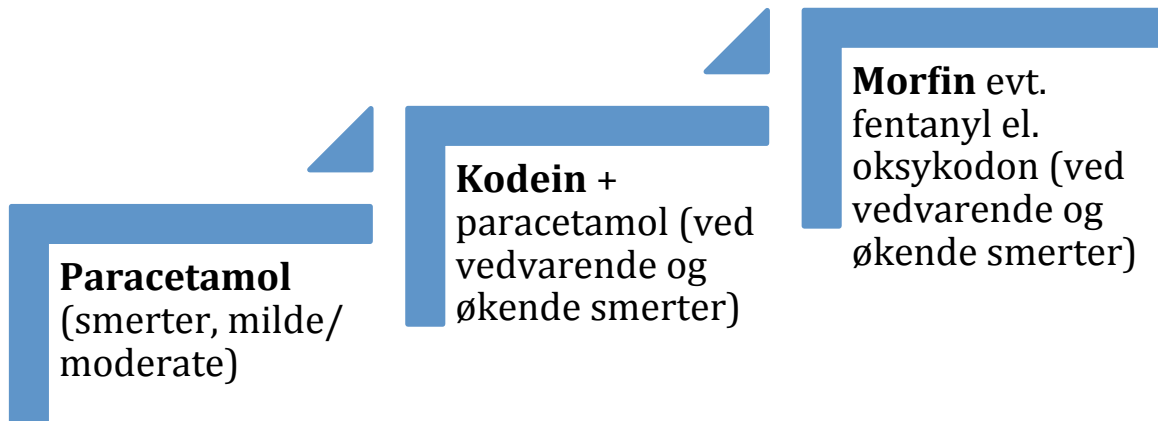 Paracetamol
(smerter, milde/
moderate)
Kodein +
paracetamol (ved
vedvarende og
økende smerter)
Morfin evt.
fentanyl el.
oksykodon (ved
vedvarende og
økende smerter)